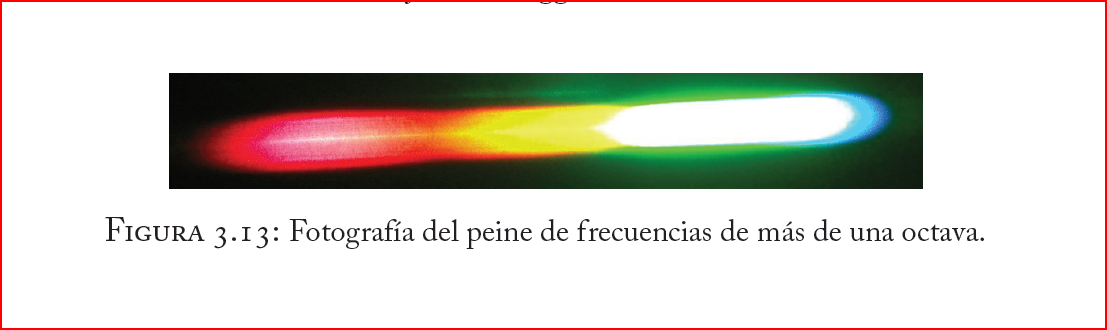 Figura 3.13: Fotografía del peine de frecuencias de más de una octava.